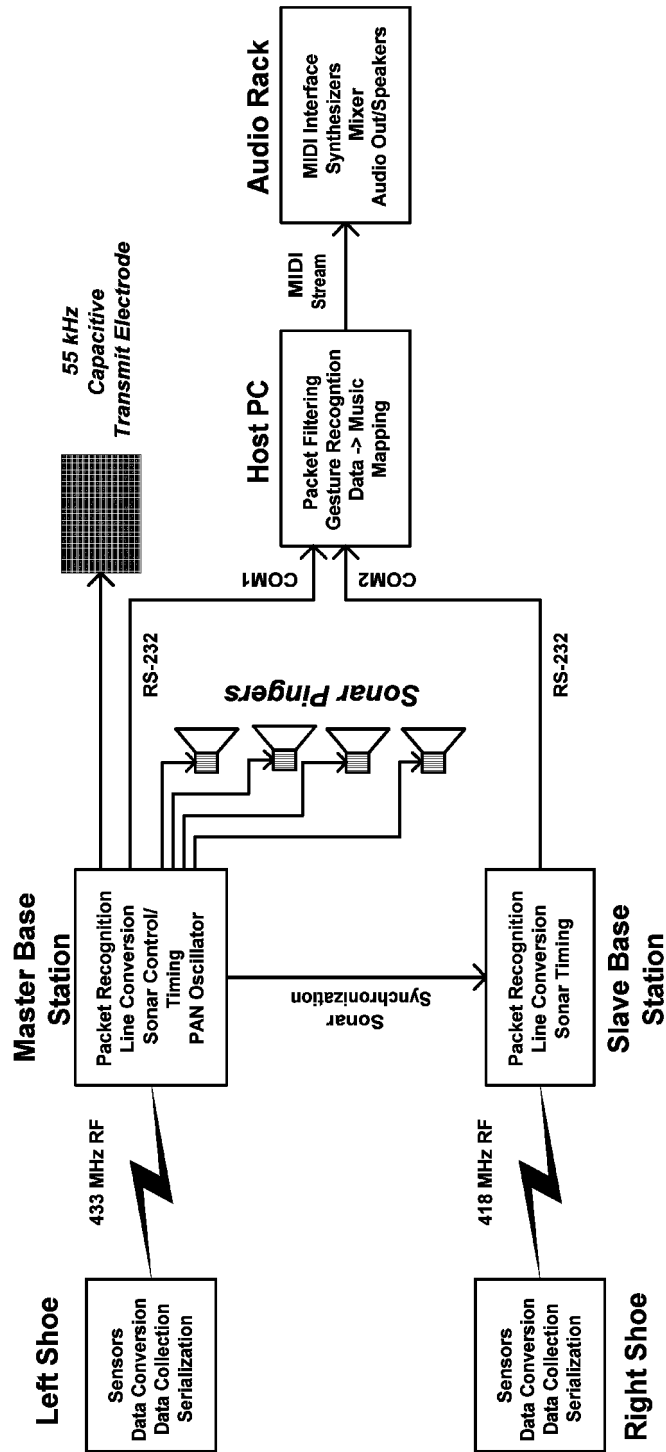 Left Shoe
Sensors
Data Conversion
Data Collection
Serialization
433 MHz RF
Master Base
Station
Packet Recognition
Line Conversion
Sonar Control/
Timing
PAN Oscillator
55 kHz
Capacitive
Transmit Electrode
RS-232
COM1
Sonar Pingers
Sonar
Synchronization
Right Shoe
Sensors
Data Conversion
Data Collection
Serialization
418 MHz RF
Slave Base
Station
Packet Recognition
Line Conversion
Sonar Timing
RS-232
COM2
Host PC
Packet Filtering
Gesture Recogntion
Data -> Music
Mapping
MIDI
Stream
Audio Rack
MIDI Interface
Synthesizers
Mixer
Audio Out/Speakers